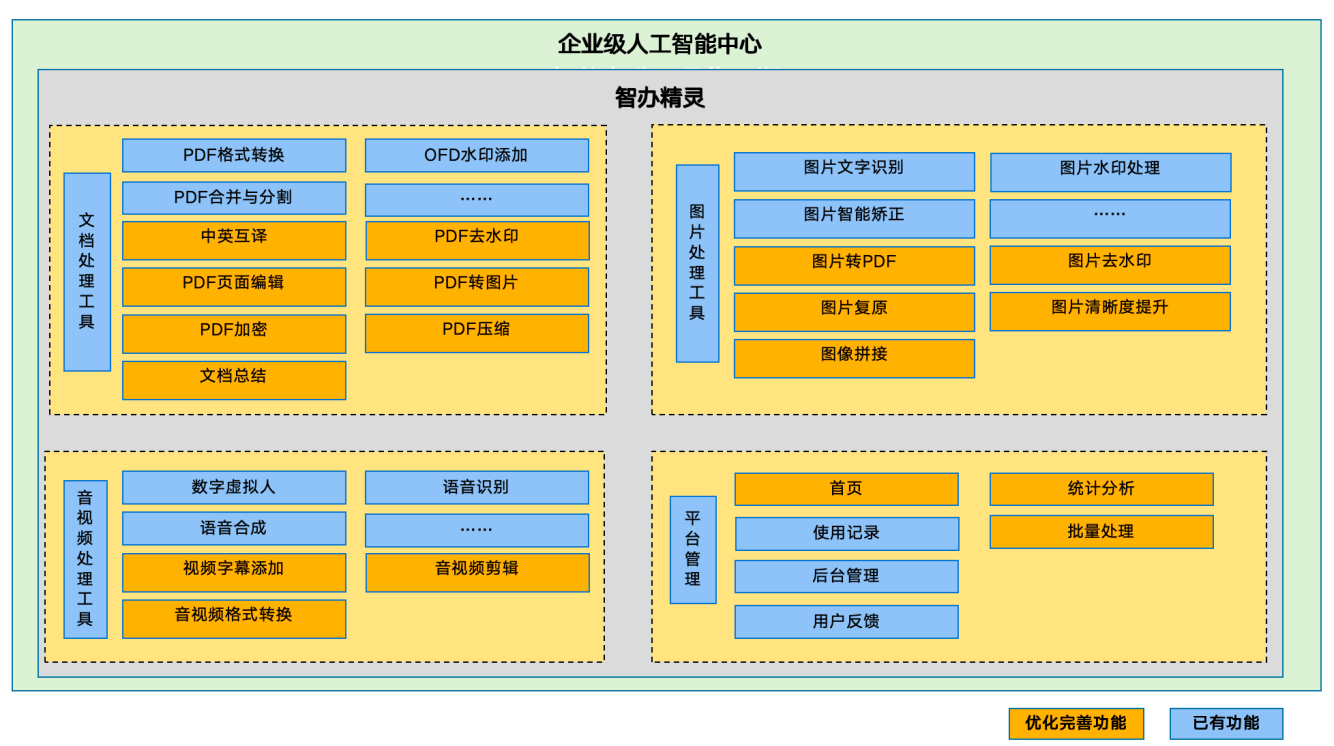 企业级人工智能中心
智办精灵
文档处理工具
PDF格式转换
OFD水印添加
PDF合并与分割
……
中英互译
PDF去水印
PDF页面编辑
PDF转图片
PDF加密
PDF压缩
文档总结
图片处理工具
图片文字识别
图片水印处理
图片智能矫正
……
图片转PDF
图片去水印
图片复原
图片清晰度提升
图像拼接
音视频处理工具
数字虚拟人
语音识别
语音合成
……
视频字幕添加
音视频剪辑
音视频格式转换
平台管理
首页
统计分析
使用记录
批量处理
后台管理
用户反馈
优化完善功能
已有功能